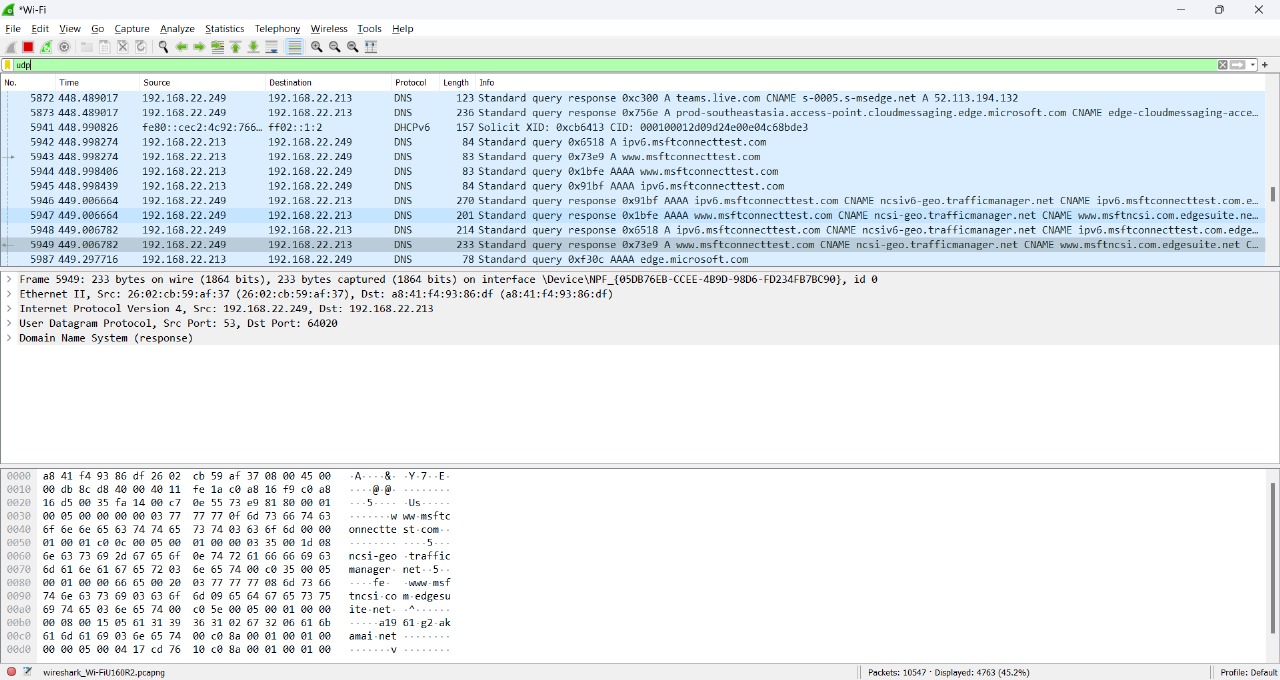 *Wi-Fi
File Edit View Go Capture Analyze Statistics Telephony Wireless Tools Help
udp
No. Time Source Destination Protocol Length Info
5872 448.489017 192.168.22.249 192.168.22.213 DNS 123 Standard query response 0xc300 A teams.live.com CNAME s-0005.s-msedge.net A 52.113.194.132
5873 448.489017 192.168.22.249 192.168.22.213 DNS 236 Standard query response 0x756e A prod-southeastasia.access-point.cloudmessaging.edge.microsoft.com CNAME edge-cloudmessaging-acce…
5941 448.990826 fe80::cec2:4c92:766… ff02::1:2 DHCPv6 157 Solicit XID: 0xcb6413 CID: 000100012d09d24e00e04c68bde3
5942 448.998274 192.168.22.213 192.168.22.249 DNS 84 Standard query 0x6518 A ipv6.msftconnecttest.com
5943 448.998274 192.168.22.213 192.168.22.249 DNS 83 Standard query 0x73e9 A www.msftconnecttest.com
5944 448.998406 192.168.22.213 192.168.22.249 DNS 83 Standard query 0x1bfe AAAA www.msftconnecttest.com
5945 448.998439 192.168.22.213 192.168.22.249 DNS 84 Standard query 0x91bf AAAA ipv6.msftconnecttest.com
5946 449.006664 192.168.22.249 192.168.22.213 DNS 270 Standard query response 0x91bf AAAA ipv6.msftconnecttest.com CNAME ncsiv6-geo.trafficmanager.net CNAME ipv6.msftconnecttest.com.e…
5947 449.006664 192.168.22.249 192.168.22.213 DNS 201 Standard query response 0x1bfe AAAA www.msftconnecttest.com CNAME ncsi-geo.trafficmanager.net CNAME www.msftncsi.com.edgesuite.ne…
5948 449.006782 192.168.22.249 192.168.22.213 DNS 214 Standard query response 0x6518 A ipv6.msftconnecttest.com CNAME ncsiv6-geo.trafficmanager.net CNAME ipv6.msftconnecttest.com.edge…
5949 449.006782 192.168.22.249 192.168.22.213 DNS 233 Standard query response 0x73e9 A www.msftconnecttest.com CNAME ncsi-geo.trafficmanager.net CNAME www.msftncsi.com.edgesuite.net C…
5987 449.297716 192.168.22.213 192.168.22.249 DNS 78 Standard query 0xf30c AAAA edge.microsoft.com
> Frame 5949: 233 bytes on wire (1864 bits), 233 bytes captured (1864 bits) on interface \Device\NPF_{05DB76EB-CCEE-4B9D-98D6-FD234FB7BC90}, id 0
> Ethernet II, Src: 26:02:cb:59:af:37 (26:02:cb:59:af:37), Dst: a8:41:f4:93:86:df (a8:41:f4:93:86:df)
> Internet Protocol Version 4, Src: 192.168.22.249, Dst: 192.168.22.213
> User Datagram Protocol, Src Port: 53, Dst Port: 64020
> Domain Name System (response)
0000 a8 41 f4 93 86 df 26 02 cb 59 af 37 08 00 45 00 ·A····&· ·Y·7··E·
0010 00 db 8c d8 40 00 40 11 fe 1a c0 a8 16 f9 c0 a8 ····@·@· ········
0020 16 d5 00 35 fa 14 00 c7 0e 55 73 e9 81 80 00 01 ···5···· ·Us·····
0030 00 05 00 00 00 00 03 77 77 77 0f 6d 73 66 74 63 ·······w ww·msftc
0040 6f 6e 6e 65 63 74 74 65 73 74 03 63 6f 6d 00 00 onnectte st·com··
0050 01 00 01 c0 0c 00 05 00 01 00 00 03 35 00 1d 08 ········ ····5···
0060 6e 63 73 69 2d 67 65 6f 0e 74 72 61 66 66 69 63 ncsi-geo ·traffic
0070 6d 61 6e 61 67 65 72 03 6e 65 74 00 c0 35 00 05 manager· net··5··
0080 00 01 00 00 66 65 00 20 03 77 77 77 08 6d 73 66 ····fe·  ·www·msf
0090 74 6e 63 73 69 03 63 6f 6d 09 65 64 67 65 73 75 tncsi·co m·edgesu
00a0 69 74 65 03 6e 65 74 00 c0 5e 00 05 00 01 00 00 ite·net· ·^······
00b0 00 08 00 15 05 61 31 39 36 31 02 67 32 06 61 6b ·····a19 61·g2·ak
00c0 61 6d 61 69 03 6e 65 74 00 c0 8a 00 01 00 01 00 amai·net ········
00d0 00 00 05 00 04 17 cd 76 10 c0 8a 00 01 00 01 00 ·······v ········
wireshark_Wi-FiU160R2.pcapng Packets: 10547 · Displayed: 4763 (45.2%) Profile: Default